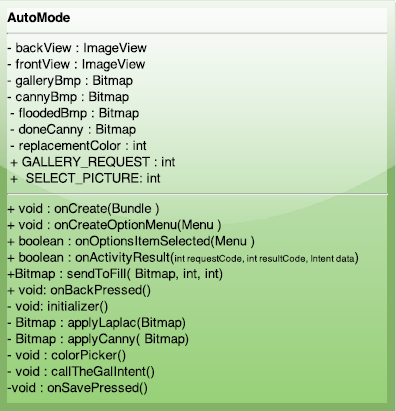 AutoMode
- backView : ImageView
- frontView : ImageView
- galleryBmp : Bitmap
- cannyBmp : Bitmap
- floodedBmp : Bitmap
- doneCanny : Bitmap
- replacementColor : int
+ GALLERY_REQUEST : int
+ SELECT_PICTURE: int
+ void : onCreate(Bundle )
+ void : onCreateOptionMenu(Menu )
+ boolean : onOptionsItemSelected(Menu )
+ boolean : onActivityResult(int requestCode, int resultCode, Intent data)
+Bitmap : sendToFill( Bitmap, int, int)
+ void: onBackPressed()
- void: initializer()
- Bitmap : applyLaplac(Bitmap)
- Bitmap : applyCanny( Bitmap)
- void : colorPicker()
- void : callTheGalIntent()
-void : onSavePressed()